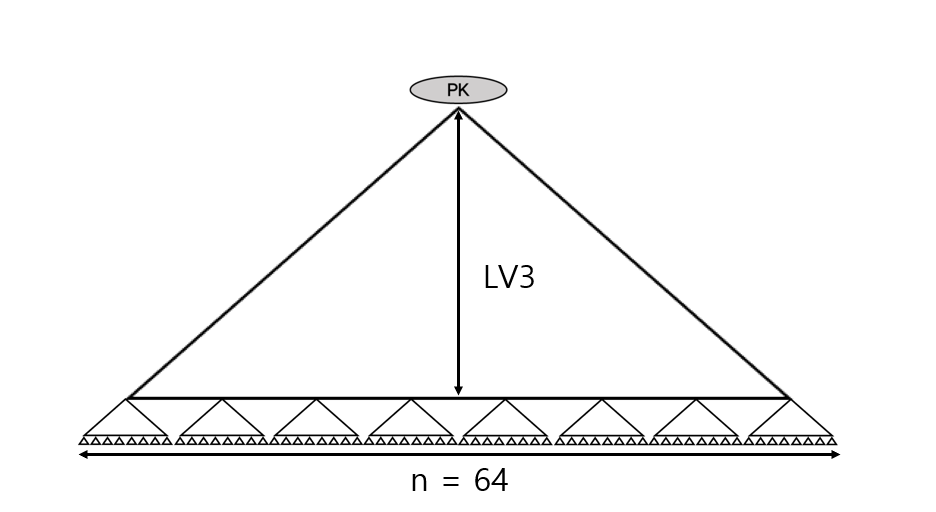 PK
LV3
n = 64